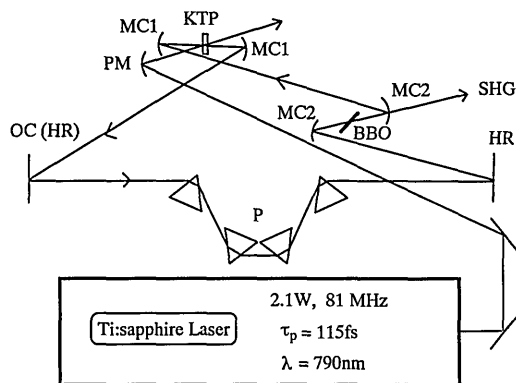 KTP
MC1
MC1
PM
MC2
SHG
MC2
BBO
OC (HR)
HR
P
2.1W, 81 MHz
Ti:sapphire Laser
τp = 115fs
λ = 790nm